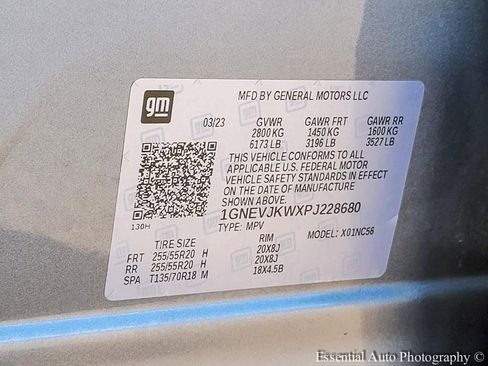 gm
MFD BY GENERAL MOTORS LLC
03/23 GVWR GAWR FRT GAWR RR
2800 KG 1450 KG 1600 KG
6173 LB 3196 LB 3527 LB
THIS VEHICLE CONFORMS TO ALL
APPLICABLE U.S. FEDERAL MOTOR
VEHICLE SAFETY STANDARDS IN EFFECT
ON THE DATE OF MANUFACTURE
SHOWN ABOVE.
1GNEVJKWXPJ228680
130H
TYPE: MPV MODEL: X01NC56
TIRE SIZE RIM
FRT 255/55R20 H 20X8J
RR 255/55R20 H 20X8J
SPA T135/70R18 M 18X4.5B
Essential Auto Photography ©